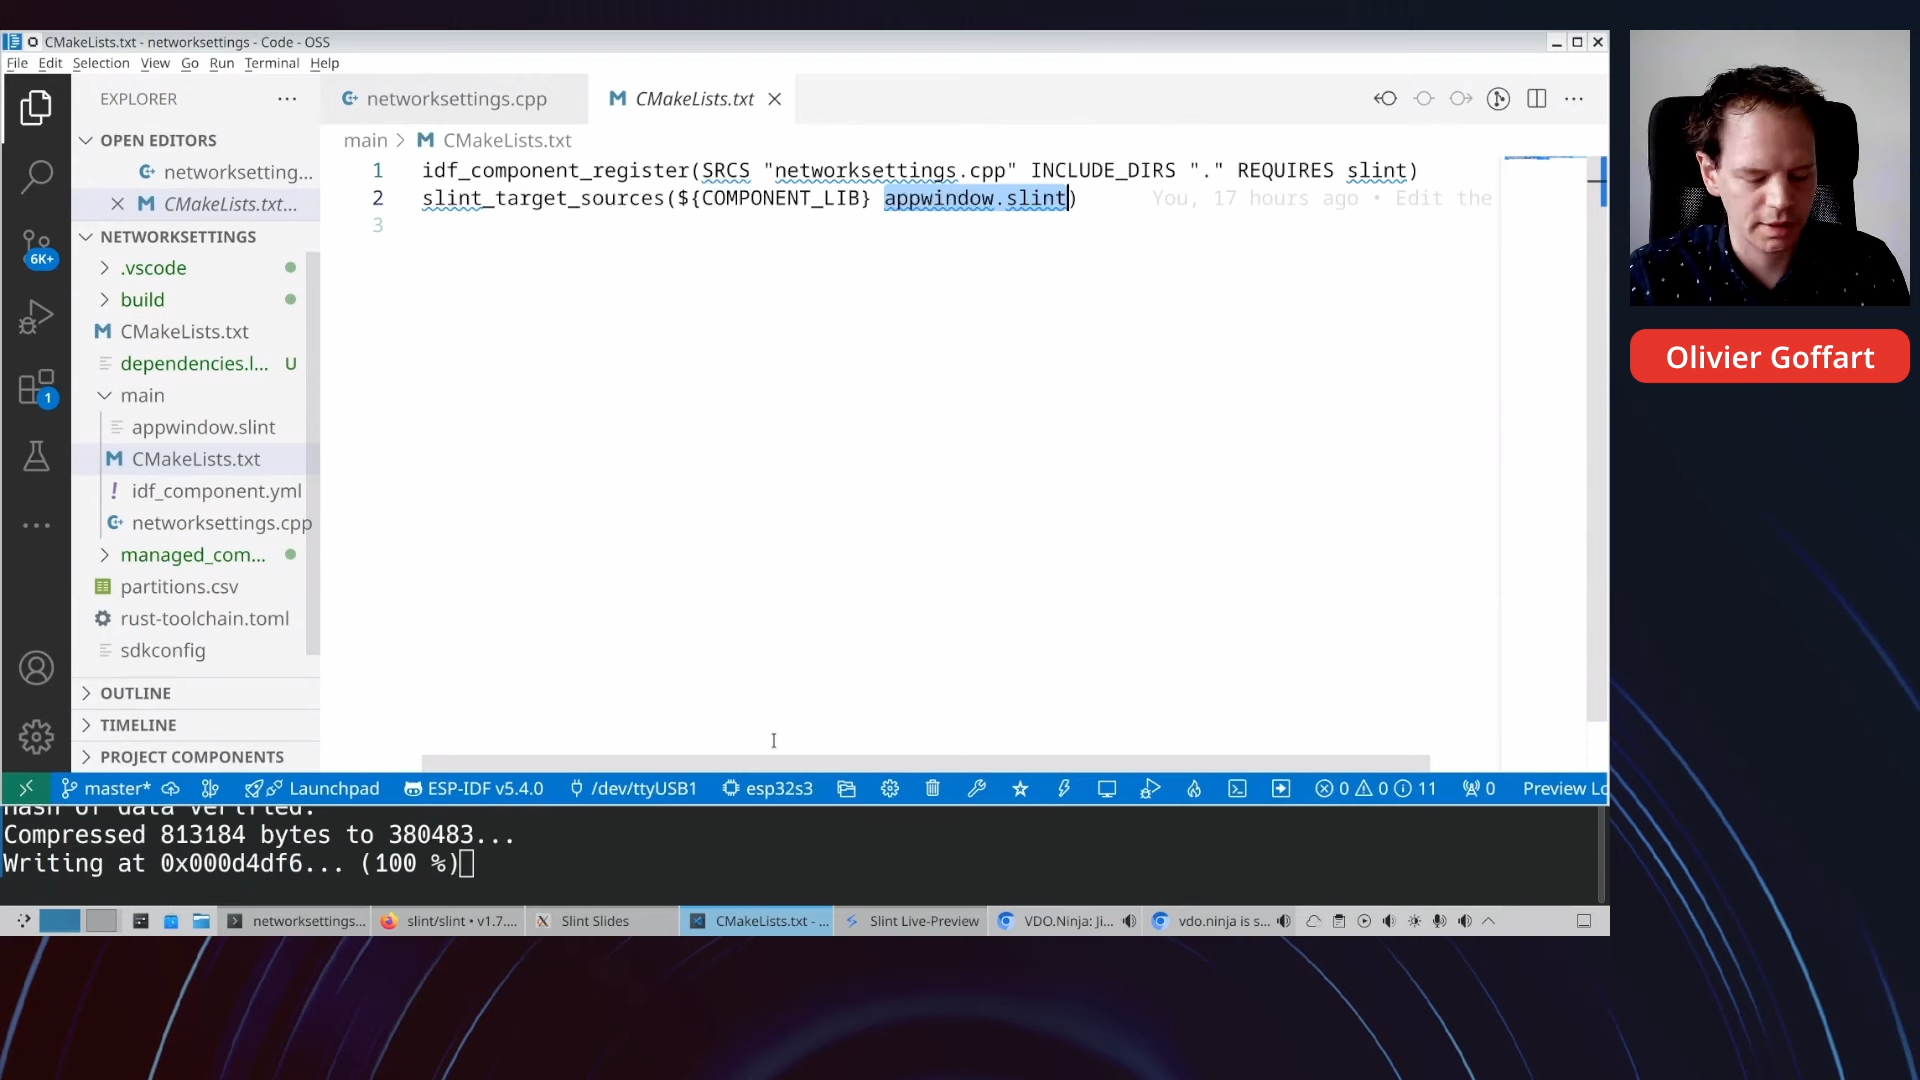 CMakeLists.txt - networksettings - Code - OSS
File Edit Selection View Go Run Terminal Help
EXPLORER
networksettings.cpp
CMakeLists.txt
OPEN EDITORS
networksetting...
CMakeLists.txt...
main > CMakeLists.txt
1 idf_component_register(SRCS "networksettings.cpp" INCLUDE_DIRS "." REQUIRES slint)
2 slint_target_sources(${COMPONENT_LIB} appwindow.slint) You, 17 hours ago • Edit the
3
6K+
1
NETWORKSETTINGS
.vscode
build
CMakeLists.txt
dependencies.l... U
main
appwindow.slint
CMakeLists.txt
idf_component.yml
networksettings.cpp
managed_com...
partitions.csv
rust-toolchain.toml
sdkconfig
OUTLINE
TIMELINE
PROJECT COMPONENTS
master* Launchpad ESP-IDF v5.4.0 /dev/ttyUSB1 esp32s3 0 0 11 0 Preview Lo
Hash of data verified.
Compressed 813184 bytes to 380483...
Writing at 0x000d4df6... (100 %)
networksettings... slint/slint • v1.7.... Slint Slides CMakeLists.txt - ... Slint Live-Preview VDO.Ninja: Ji... vdo.ninja is s...
Olivier Goffart